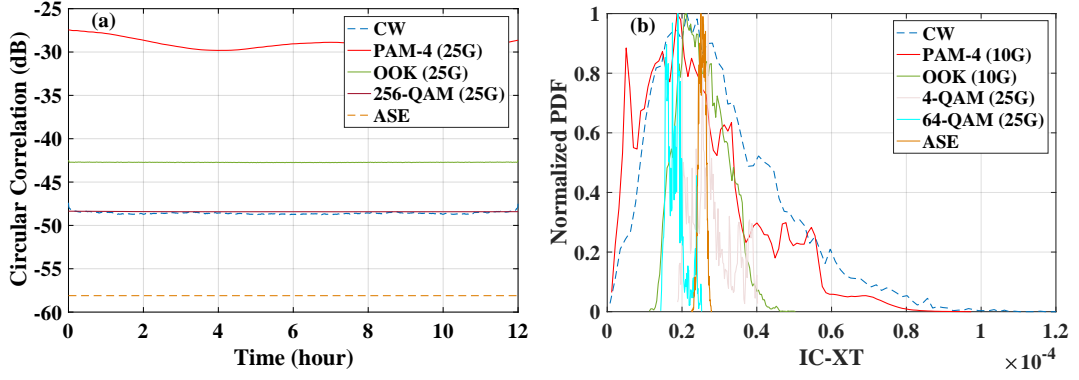 (a)
Circular Correlation (dB)
-25
-30
-35
-40
-45
-50
-55
-60
0
2
4
6
8
10
12
Time (hour)
CW
PAM-4 (25G)
OOK (25G)
256-QAM (25G)
ASE
(b)
Normalized PDF
1
0.8
0.6
0.4
0.2
0
0
0.2
0.4
0.6
0.8
1
1.2
IC-XT
×10⁻⁴
CW
PAM-4 (10G)
OOK (10G)
4-QAM (25G)
64-QAM (25G)
ASE